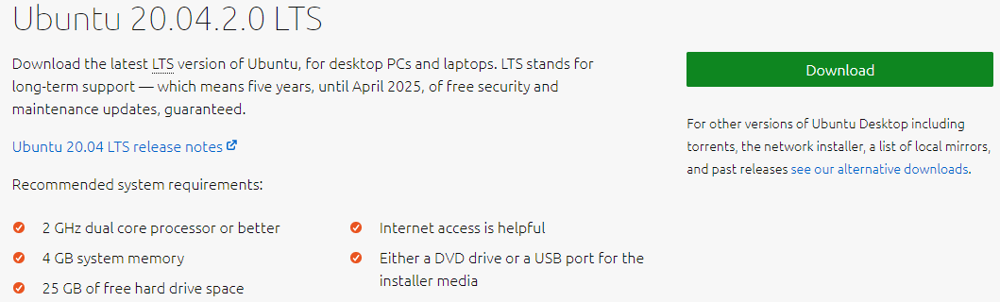 Ubuntu 20.04.2.0 LTS
Download the latest LTS version of Ubuntu, for desktop PCs and laptops. LTS stands for
long-term support — which means five years, until April 2025, of free security and
maintenance updates, guaranteed.
Ubuntu 20.04 LTS release notes
Recommended system requirements:
2 GHz dual core processor or better
4 GB system memory
25 GB of free hard drive space
Internet access is helpful
Either a DVD drive or a USB port for the
installer media
Download
For other versions of Ubuntu Desktop including
torrents, the network installer, a list of local mirrors,
and past releases see our alternative downloads.